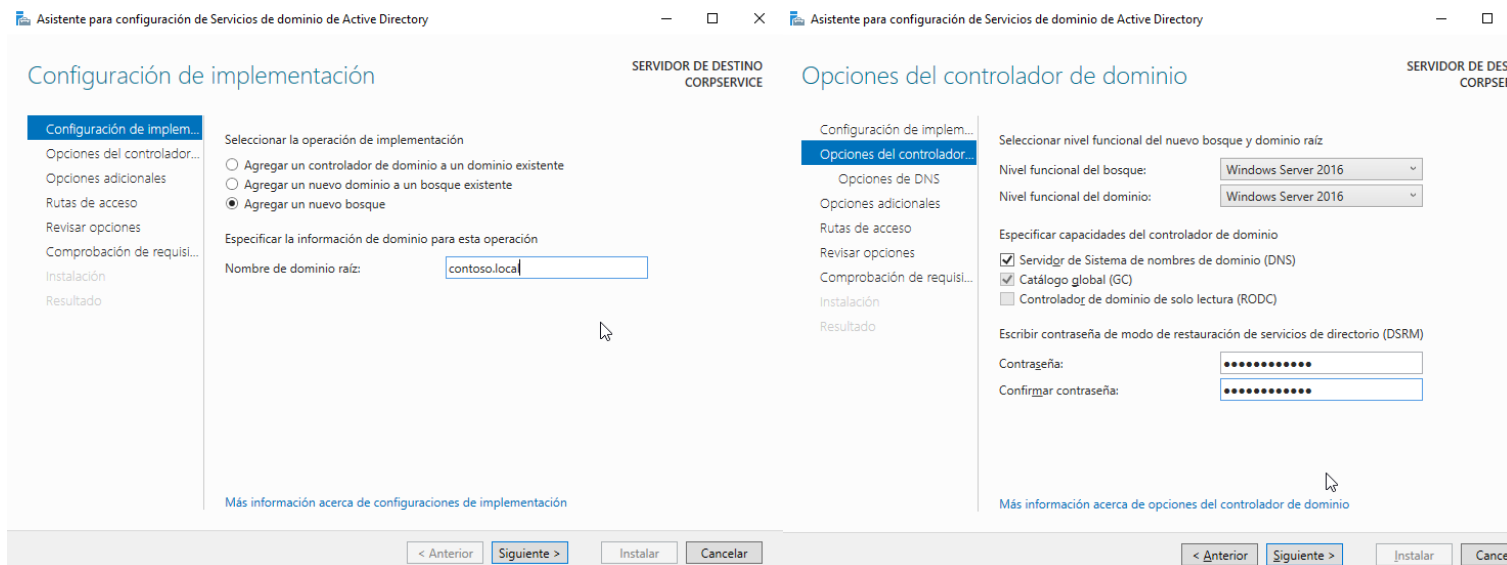 Asistente para configuración de Servicios de dominio de Active Directory
Configuración de implementación
SERVIDOR DE DESTINO
CORPSERVICE
Configuración de implem...
Opciones del controlador...
Opciones adicionales
Rutas de acceso
Revisar opciones
Comprobación de requisi...
Instalación
Resultado
Seleccionar la operación de implementación
Agregar un controlador de dominio a un dominio existente
Agregar un nuevo dominio a un bosque existente
Agregar un nuevo bosque
Especificar la información de dominio para esta operación
Nombre de dominio raíz: contoso.local
Más información acerca de configuraciones de implementación
< Anterior Siguiente > Instalar Cancelar
Asistente para configuración de Servicios de dominio de Active Directory
Opciones del controlador de dominio
SERVIDOR DE DES
CORPSER
Configuración de implem...
Opciones del controlador...
Opciones de DNS
Opciones adicionales
Rutas de acceso
Revisar opciones
Comprobación de requisi...
Instalación
Resultado
Seleccionar nivel funcional del nuevo bosque y dominio raíz
Nivel funcional del bosque: Windows Server 2016
Nivel funcional del dominio: Windows Server 2016
Especificar capacidades del controlador de dominio
Servidor de Sistema de nombres de dominio (DNS)
Catálogo global (GC)
Controlador de dominio de solo lectura (RODC)
Escribir contraseña de modo de restauración de servicios de directorio (DSRM)
Contraseña: ●●●●●●●●●●●●
Confirmar contraseña: ●●●●●●●●●●●●
Más información acerca de opciones del controlador de dominio
< Anterior Siguiente > Instalar Cance